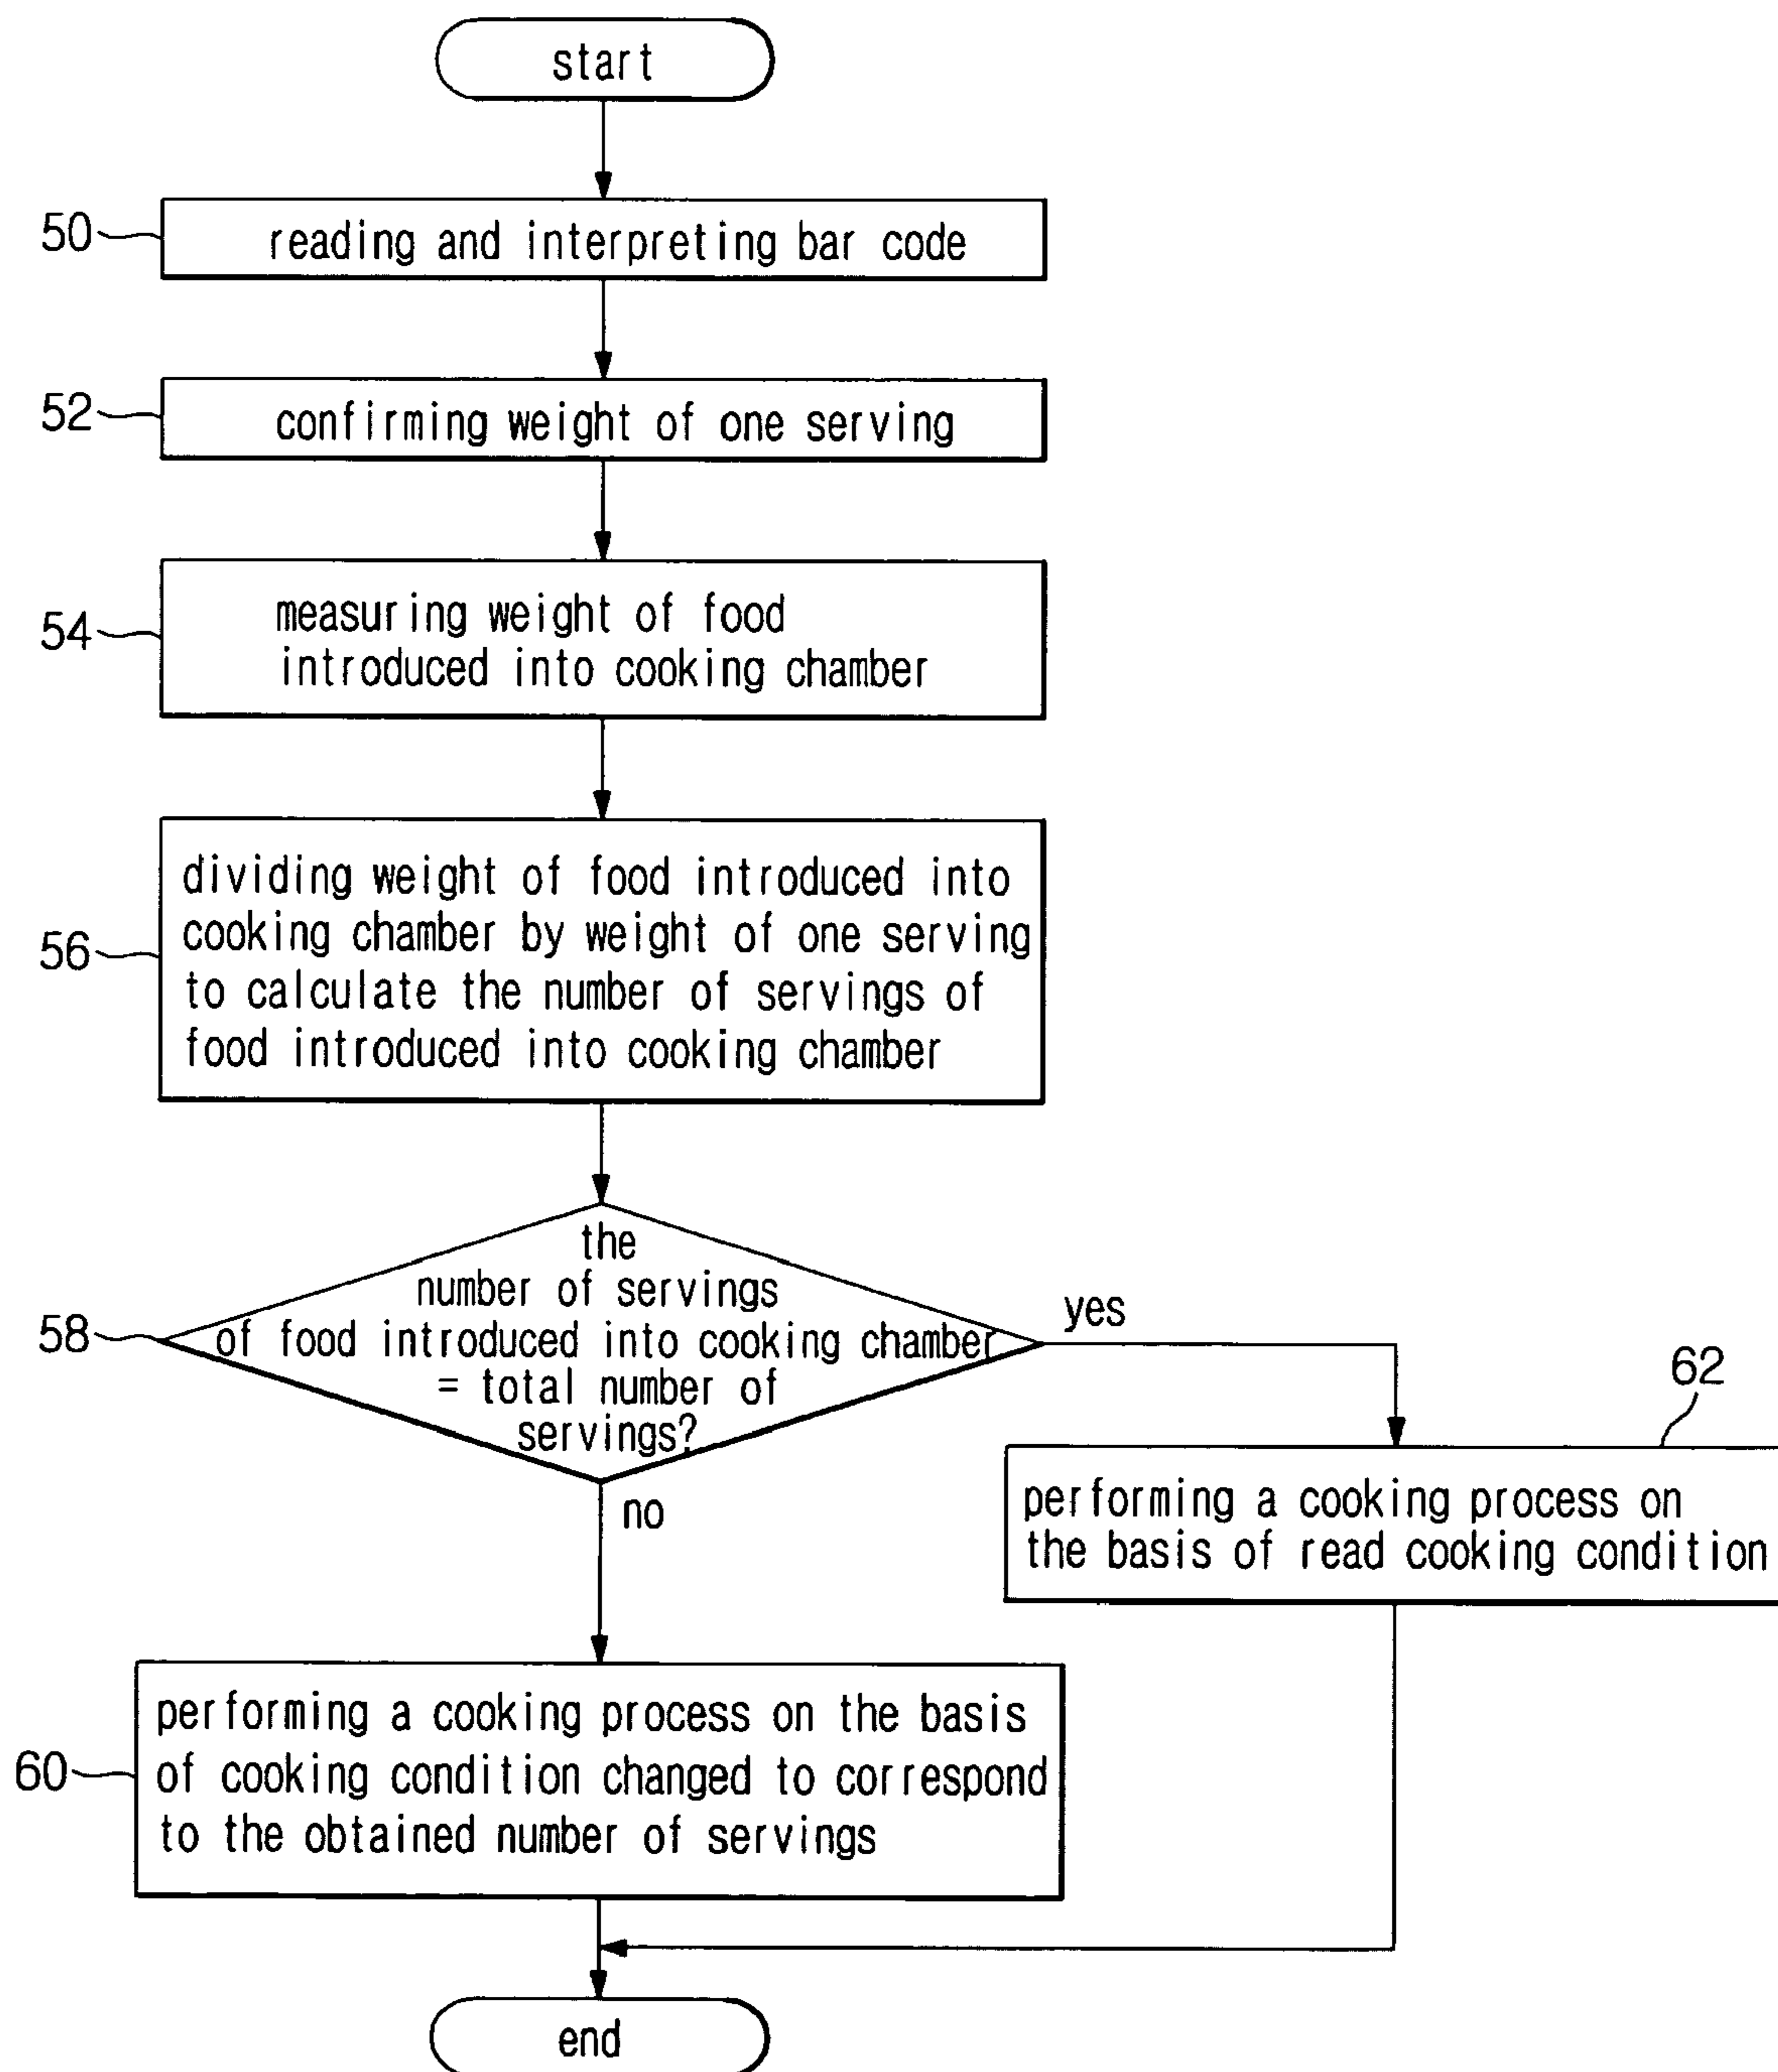 start
50
reading and interpreting bar code
52
confirming weight of one serving
54
measuring weight of food
introduced into cooking chamber
56
dividing weight of food introduced into
cooking chamber by weight of one serving
to calculate the number of servings of
food introduced into cooking chamber
58
the
number of servings
of food introduced into cooking chamber
= total number of
servings?
yes
62
performing a cooking process on
the basis of read cooking condition
no
60
performing a cooking process on the basis
of cooking condition changed to correspond
to the obtained number of servings
end